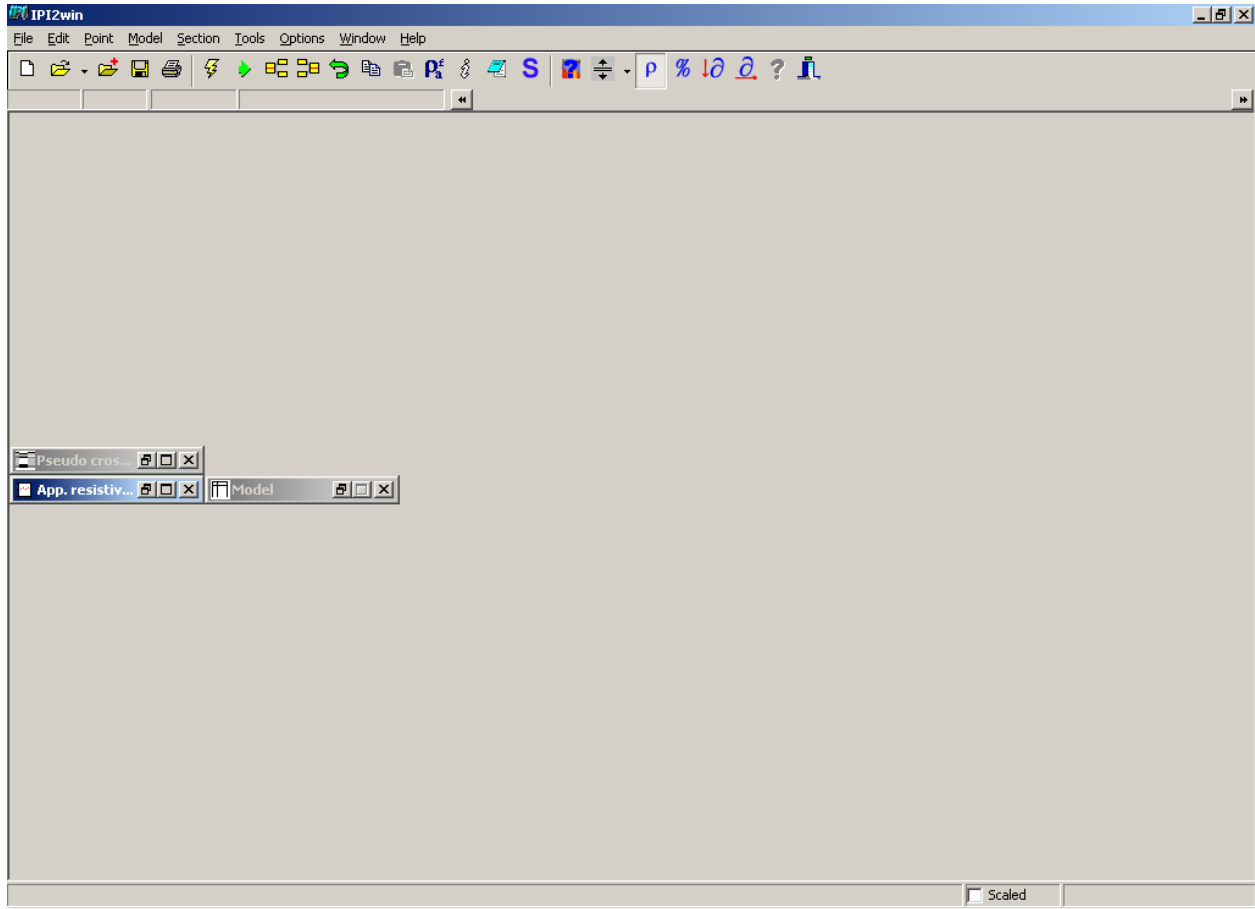 IPI2win
File Edit Point Model Section Tools Options Window Help
S ρ % ?
Pseudo cros...
App. resistiv... Model
Scaled